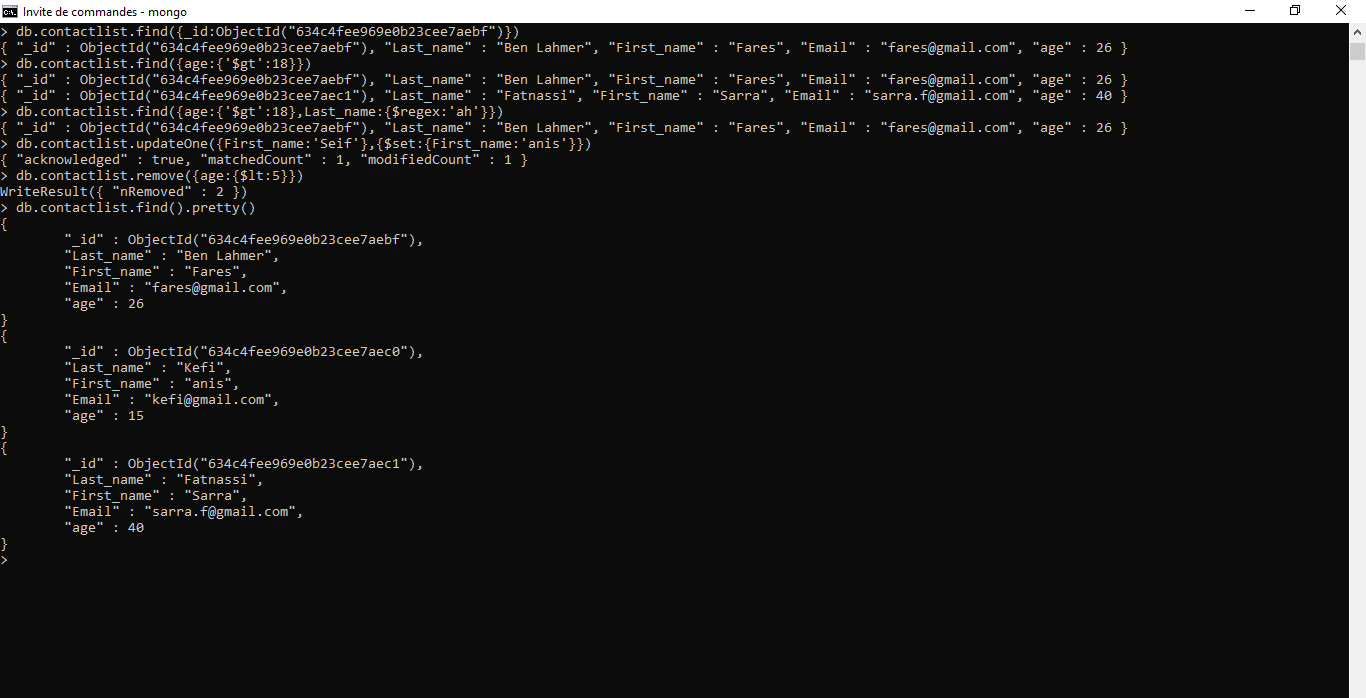 Invite de commandes - mongo
> db.contactlist.find({_id:ObjectId("634c4fee969e0b23cee7aebf")})
{ "_id" : ObjectId("634c4fee969e0b23cee7aebf"), "Last_name" : "Ben Lahmer", "First_name" : "Fares", "Email" : "fares@gmail.com", "age" : 26 }
> db.contactlist.find({age:{'$gt':18}})
{ "_id" : ObjectId("634c4fee969e0b23cee7aebf"), "Last_name" : "Ben Lahmer", "First_name" : "Fares", "Email" : "fares@gmail.com", "age" : 26 }
{ "_id" : ObjectId("634c4fee969e0b23cee7aec1"), "Last_name" : "Fatnassi", "First_name" : "Sarra", "Email" : "sarra.f@gmail.com", "age" : 40 }
> db.contactlist.find({age:{'$gt':18},Last_name:{$regex:'ah'}})
{ "_id" : ObjectId("634c4fee969e0b23cee7aebf"), "Last_name" : "Ben Lahmer", "First_name" : "Fares", "Email" : "fares@gmail.com", "age" : 26 }
> db.contactlist.updateOne({First_name:'Seif'},{$set:{First_name:'anis'}})
{ "acknowledged" : true, "matchedCount" : 1, "modifiedCount" : 1 }
> db.contactlist.remove({age:{$lt:5}})
WriteResult({ "nRemoved" : 2 })
> db.contactlist.find().pretty()
{
"_id" : ObjectId("634c4fee969e0b23cee7aebf"),
"Last_name" : "Ben Lahmer",
"First_name" : "Fares",
"Email" : "fares@gmail.com",
"age" : 26
}
{
"_id" : ObjectId("634c4fee969e0b23cee7aec0"),
"Last_name" : "Kefi",
"First_name" : "anis",
"Email" : "kefi@gmail.com",
"age" : 15
}
{
"_id" : ObjectId("634c4fee969e0b23cee7aec1"),
"Last_name" : "Fatnassi",
"First_name" : "Sarra",
"Email" : "sarra.f@gmail.com",
"age" : 40
}
>